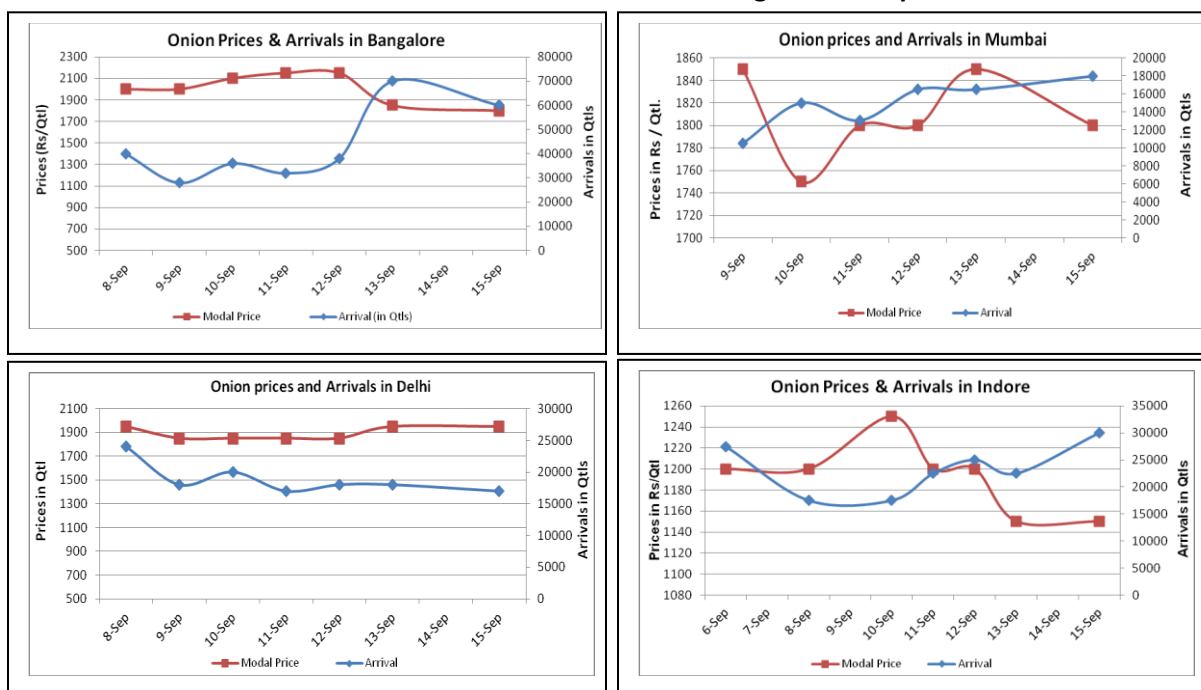 Onion Prices & Arrivals in Bangalore
Prices (Rs/Qtl)
2300
2100
1900
1700
1500
1300
1100
900
700
500
80000
70000
60000
50000
40000
30000
20000
10000
0
Arrivals in Qtls
8-Sep
9-Sep
10-Sep
11-Sep
12-Sep
13-Sep
14-Sep
15-Sep
Modal Price
Arrival (in Qtls)
Onion prices and Arrivals in Mumbai
Prices in Rs / Qtl.
1860
1840
1820
1800
1780
1760
1740
1720
1700
20000
18000
16000
14000
12000
10000
8000
6000
4000
2000
0
Arrivals in Qtls
9-Sep
10-Sep
11-Sep
12-Sep
13-Sep
14-Sep
15-Sep
Modal Price
Arrival
Onion prices and Arrivals in Delhi
Prices in Qtl
2100
1900
1700
1500
1300
1100
900
700
500
30000
25000
20000
15000
10000
5000
0
Arrivals in Qtls
8-Sep
9-Sep
10-Sep
11-Sep
12-Sep
13-Sep
14-Sep
15-Sep
Modal Price
Arrival
Onion Prices & Arrivals in Indore
Prices in Rs/Qtl
1260
1240
1220
1200
1180
1160
1140
1120
1100
1080
35000
30000
25000
20000
15000
10000
5000
0
Arrivals in Qtls
6-Sep
7-Sep
8-Sep
9-Sep
10-Sep
11-Sep
12-Sep
13-Sep
14-Sep
15-Sep
Modal Price
Arrival